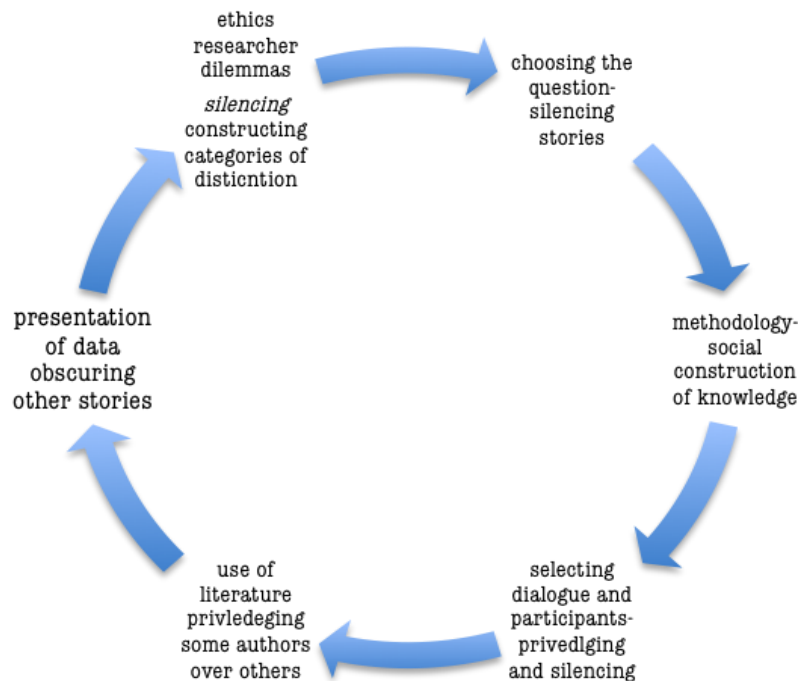 ethics
researcher
dilemmas
silencing
constructing
categories of
disticntion
choosing the
question-
silencing
stories
methodology-
social
construction
of knowledge
selecting
dialogue and
participants-
privedlging
and silencing
use of
literature
privledeging
some authors
over others
presentation
of data
obscuring
other stories